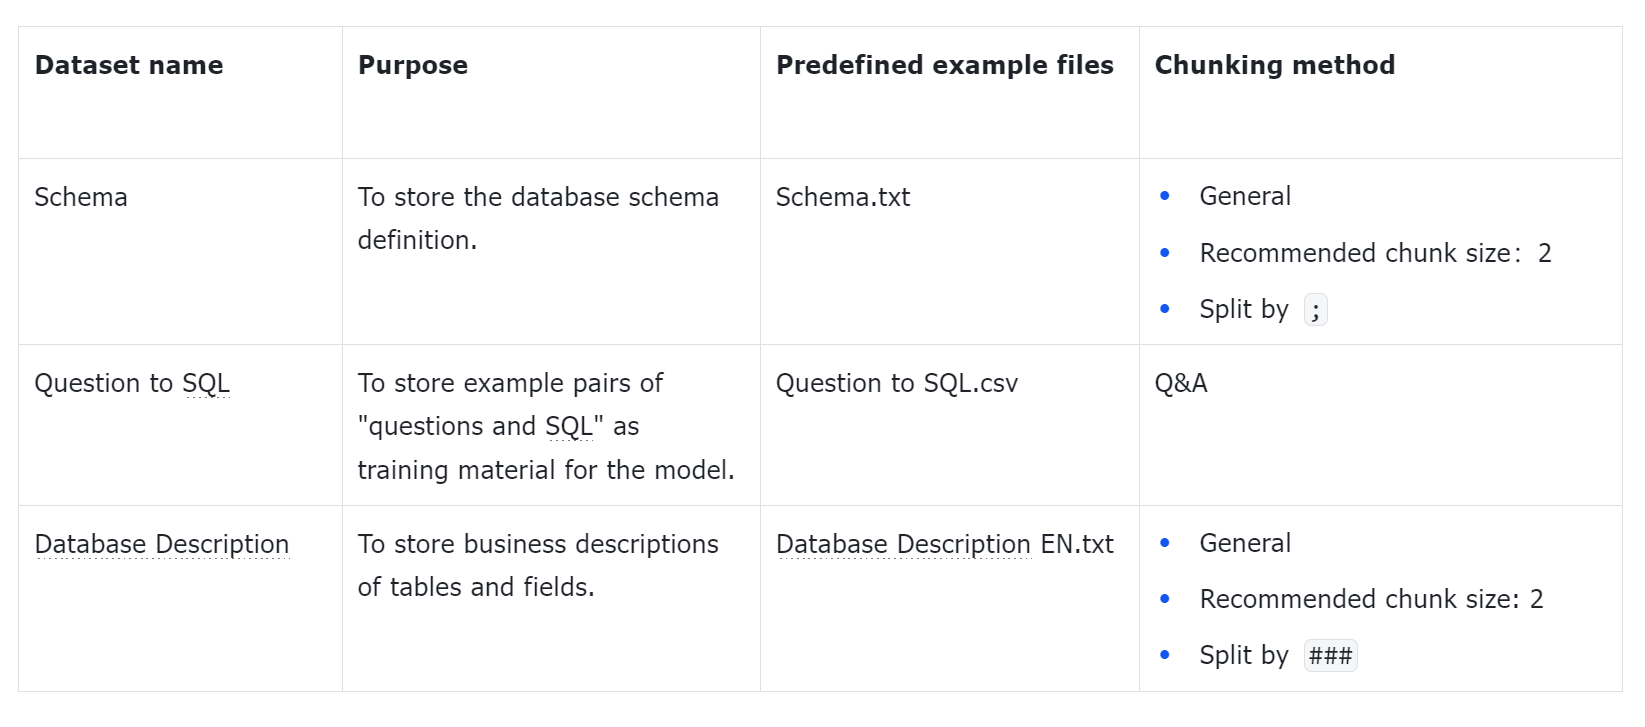 Dataset name
Purpose
Predefined example files
Chunking method
Schema
To store the database schema
definition.
Schema.txt
General
Recommended chunk size：2
Split by ;
Question to SQL
To store example pairs of
"questions and SQL" as
training material for the model.
Question to SQL.csv
Q&A
Database Description
To store business descriptions
of tables and fields.
Database Description EN.txt
General
Recommended chunk size: 2
Split by ###